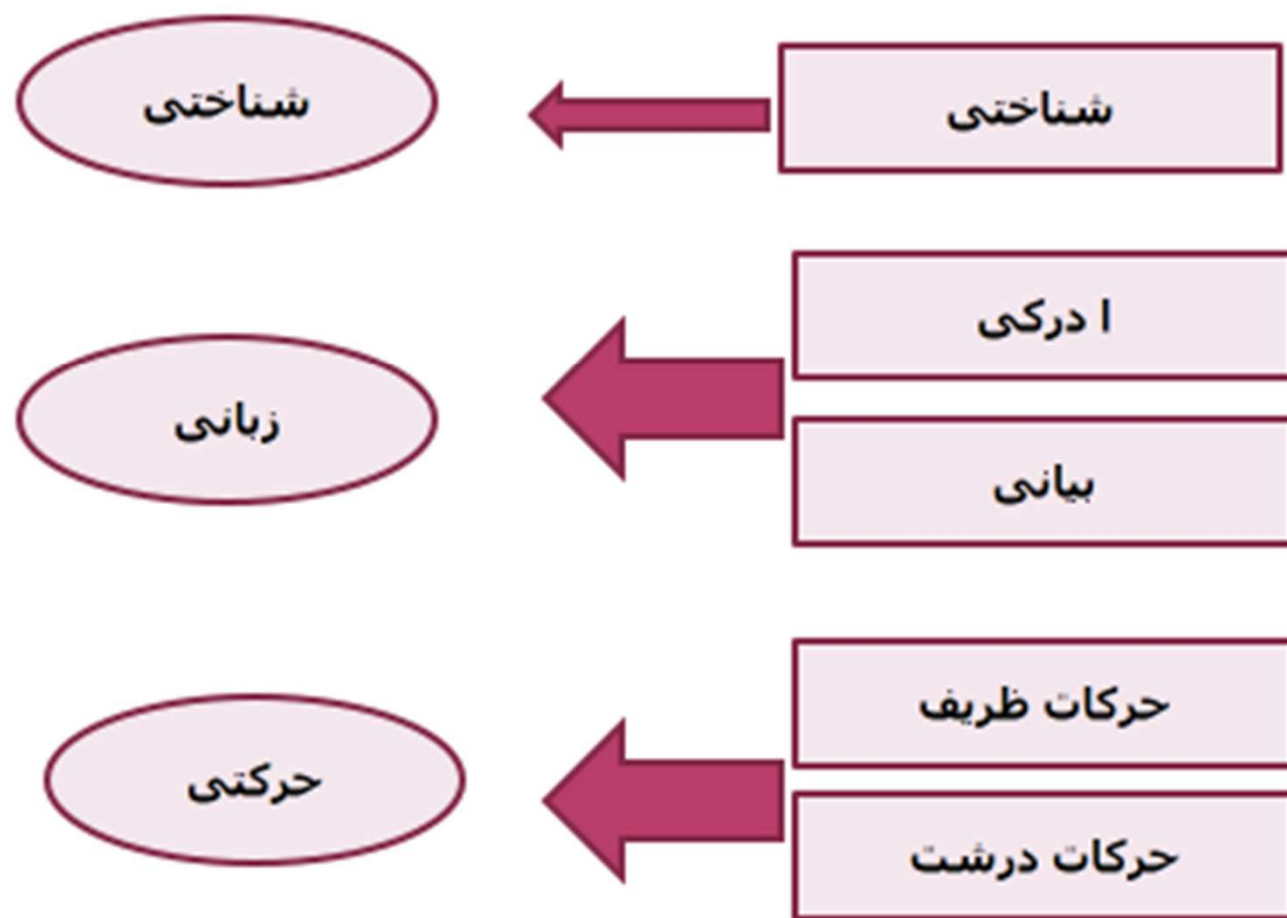 شناختی
شناختی
ا درکی
بیانی
زبانی
حرکات ظریف
حرکات درشت
حرکتی